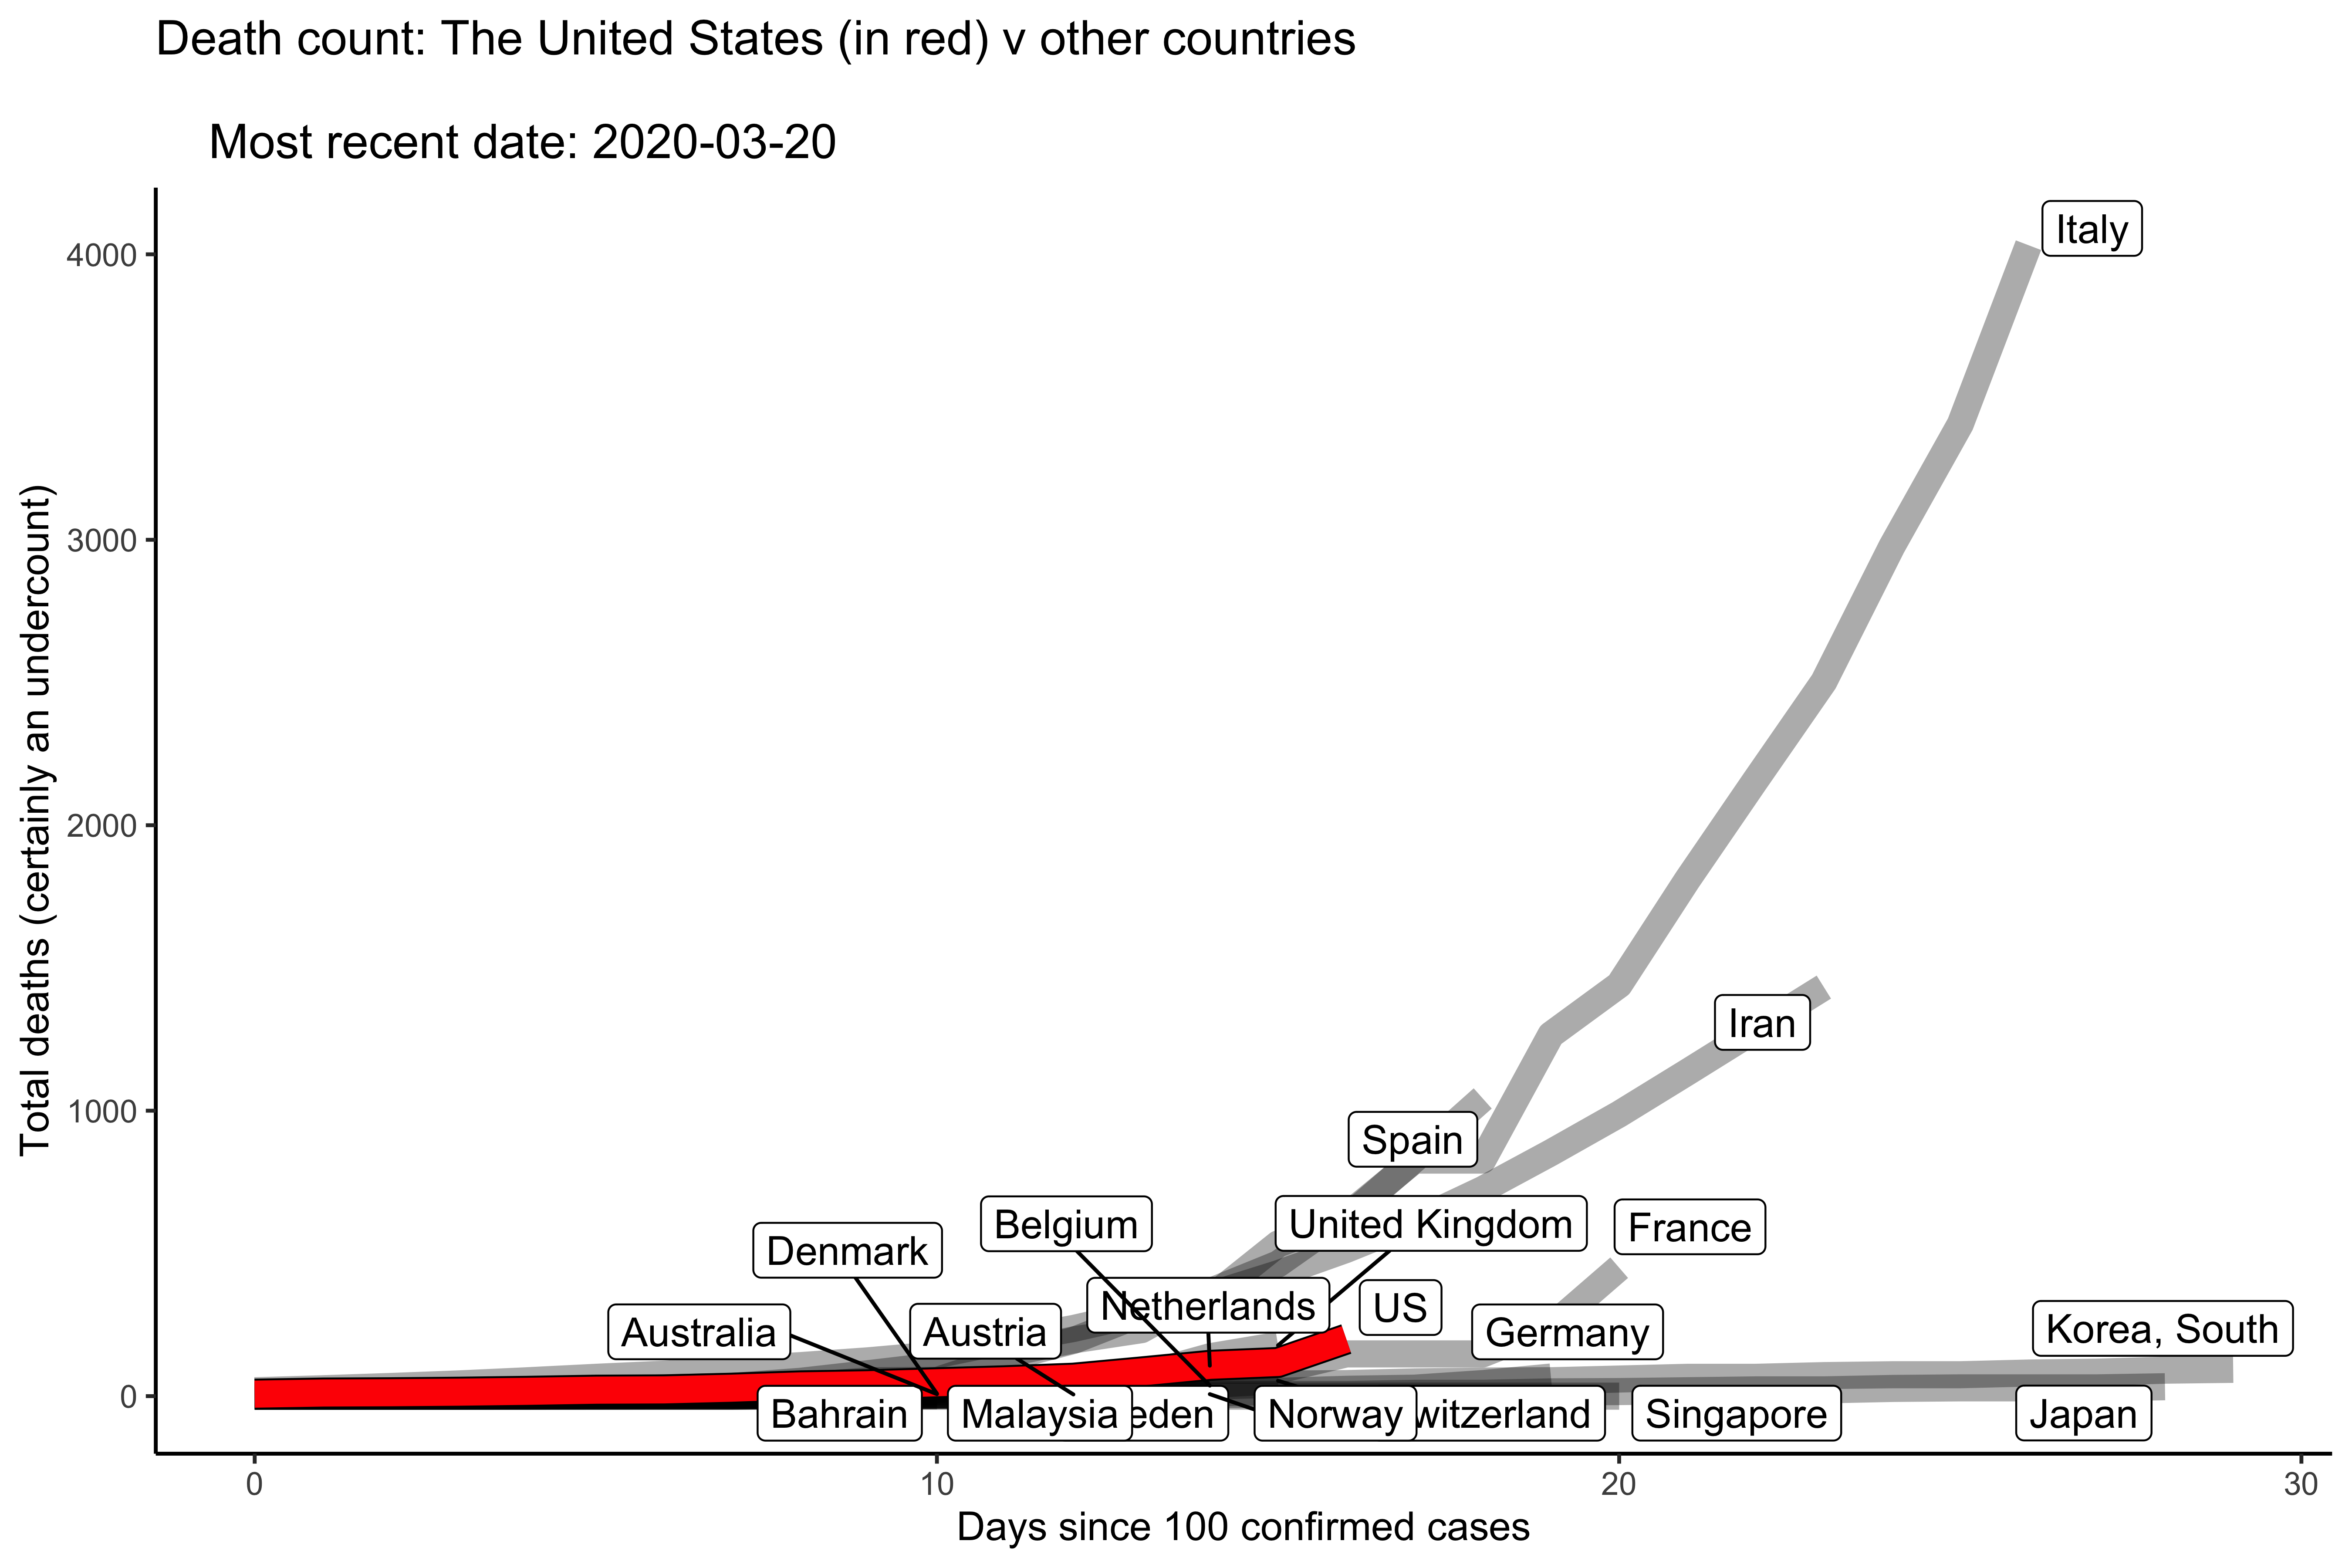 Death count: The United States (in red) v other countries
Most recent date: 2020-03-20
Total deaths (certainly an undercount)
4000
3000
2000
1000
0
Italy
Iran
Spain
Belgium
United Kingdom
France
Denmark
Netherlands
US
Australia
Austria
Germany
Korea, South
Bahrain
Malaysia
eden
Norway
witzerland
Singapore
Japan
0
10
20
30
Days since 100 confirmed cases